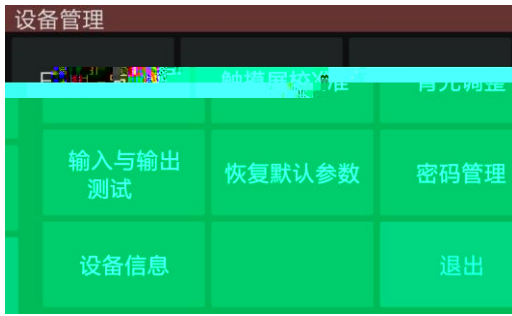 设备管理
触摸屏校准
背光调整
输入与输出
测试
恢复默认参数
密码管理
设备信息
退出